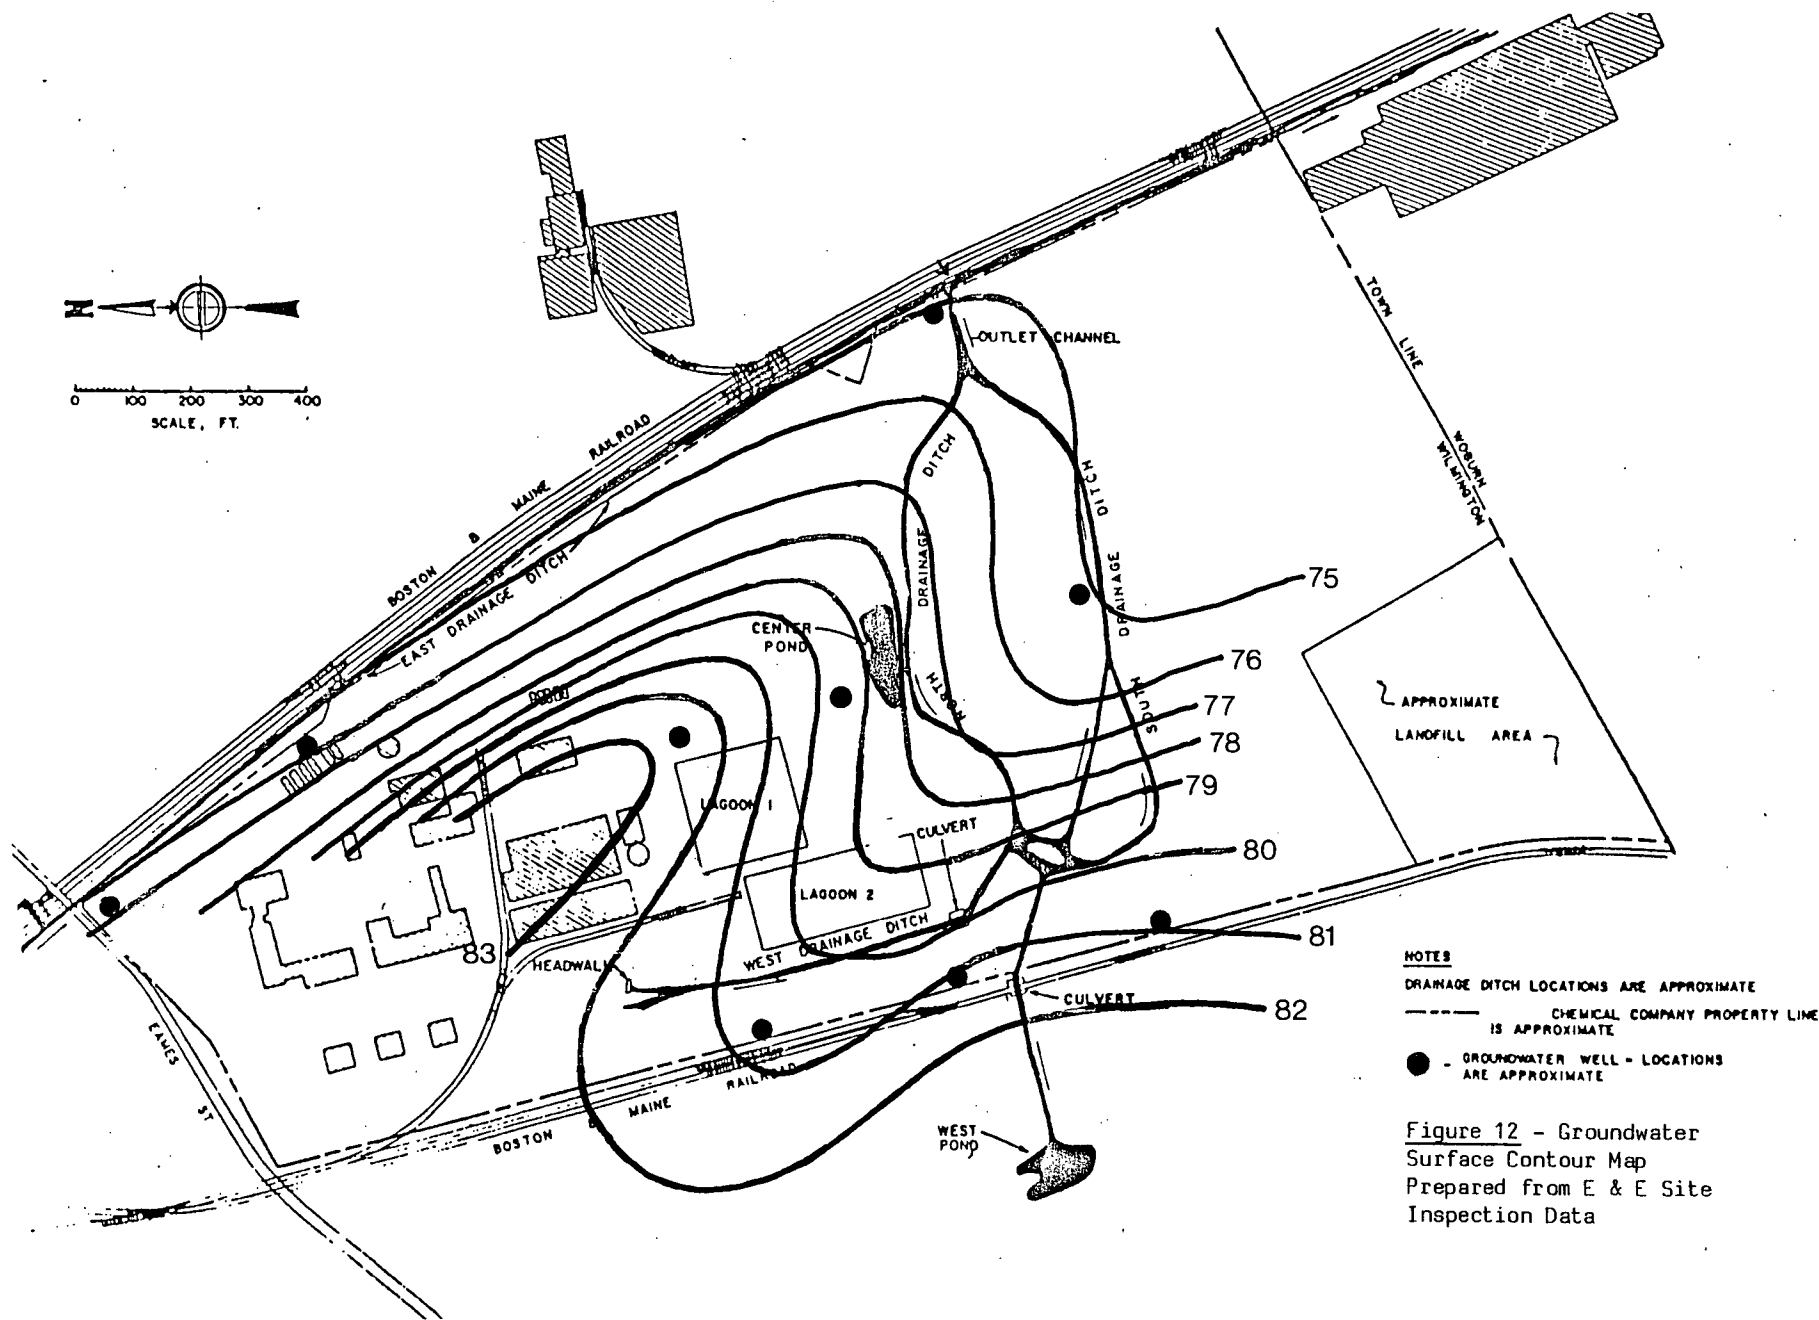 N
0 100 200 300 400
SCALE, FT.
BOSTON & MAINE RAILROAD
EAST DRAINAGE DITCH
OUTLET CHANNEL
TOWN LINE
WOBURN
WILMINGTON
NORTH DRAINAGE DITCH
SOUTH DRAINAGE DITCH
CENTER
POND
75
76
77
78
79
80
81
82
83
APPROXIMATE
LANDFILL AREA
LAGOON 1
LAGOON 2
CULVERT
WEST DRAINAGE DITCH
HEADWALL
CULVERT
EAMES ST
BOSTON & MAINE RAILROAD
WEST
POND
NOTES
DRAINAGE DITCH LOCATIONS ARE APPROXIMATE
CHEMICAL COMPANY PROPERTY LINE
IS APPROXIMATE
- GROUNDWATER WELL - LOCATIONS
ARE APPROXIMATE
Figure 12 - Groundwater
Surface Contour Map
Prepared from E & E Site
Inspection Data